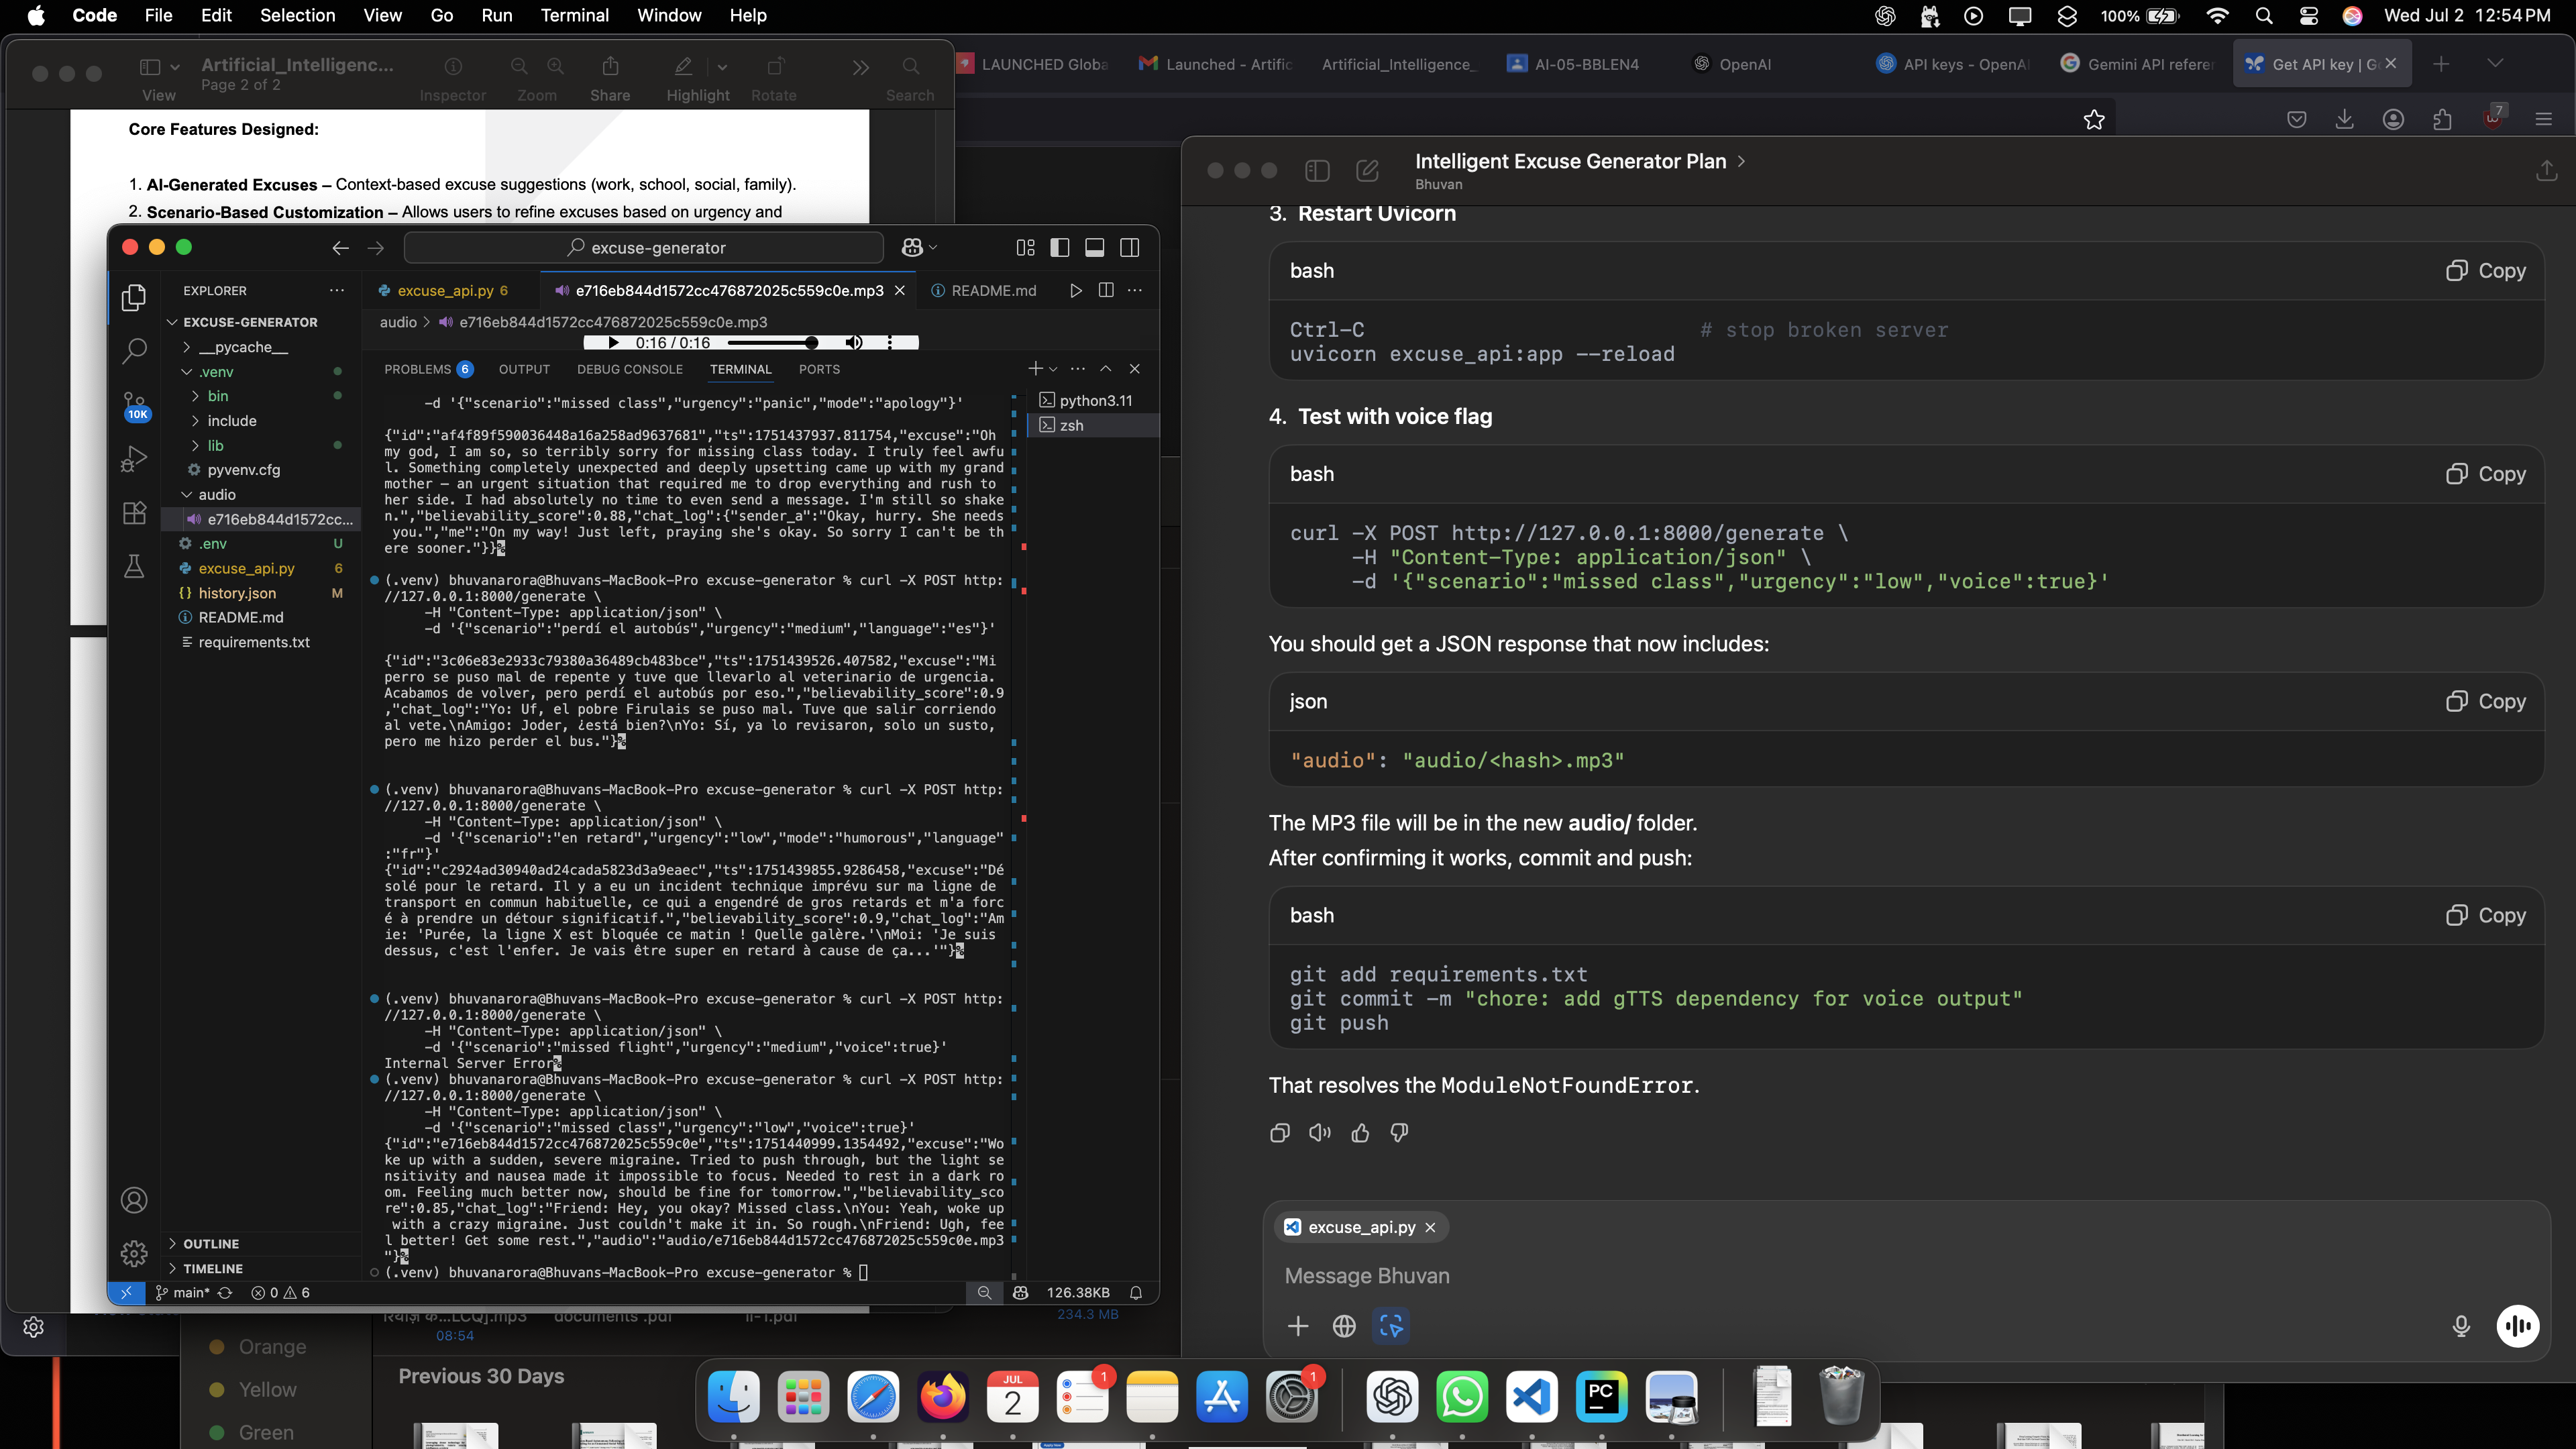 Code File Edit Selection View Go Run Terminal Window Help
100% Wed Jul 2 12:54 PM
Artificial_Intelligenc...
Page 2 of 2
View Inspector Zoom Share Highlight Rotate Search
LAUNCHED Globa
Launched - Artific
Artificial_Intelligence_
AI-05-BBLEN4
OpenAI
API keys - OpenAI
Gemini API referen
Get API key | G
7
Core Features Designed:
1. AI-Generated Excuses – Context-based excuse suggestions (work, school, social, family).
2. Scenario-Based Customization – Allows users to refine excuses based on urgency and
excuse-generator
EXPLORER
excuse_api.py 6
e716eb844d1572cc476872025c559c0e.mp3
README.md
EXCUSE-GENERATOR
__pycache__
.venv
bin
include
lib
pyvenv.cfg
audio
e716eb844d1572cc...
.env U
excuse_api.py 6
history.json M
README.md
requirements.txt
10K
OUTLINE
TIMELINE
audio > e716eb844d1572cc476872025c559c0e.mp3
0:16 / 0:16
PROBLEMS 6 OUTPUT DEBUG CONSOLE TERMINAL PORTS
python3.11
zsh
-d '{"scenario":"missed class","urgency":"panic","mode":"apology"}'
{"id":"af4f89f590036448a16a258ad9637681","ts":1751437937.811754,"excuse":"Oh
my god, I am so, so terribly sorry for missing class today. I truly feel awfu
l. Something completely unexpected and deeply upsetting came up with my grand
mother – an urgent situation that required me to drop everything and rush to
her side. I had absolutely no time to even send a message. I'm still so shake
n.","believability_score":0.88,"chat_log":{"sender_a":"Okay, hurry. She needs
you.","me":"On my way! Just left, praying she's okay. So sorry I can't be th
ere sooner."}}%
(.venv) bhuvanarora@Bhuvans-MacBook-Pro excuse-generator % curl -X POST http:
//127.0.0.1:8000/generate \
-H "Content-Type: application/json" \
-d '{"scenario":"perdí el autobús","urgency":"medium","language":"es"}'
{"id":"3c06e83e2933c79380a36489cb483bce","ts":1751439526.407582,"excuse":"Mi
perro se puso mal de repente y tuve que llevarlo al veterinario de urgencia.
Acabamos de volver, pero perdí el autobús por eso.","believability_score":0.9
,"chat_log":"Yo: Uf, el pobre Firulais se puso mal. Tuve que salir corriendo
al vete.\nAmigo: Joder, ¿está bien?\nYo: Sí, ya lo revisaron, solo un susto,
pero me hizo perder el bus."}%
(.venv) bhuvanarora@Bhuvans-MacBook-Pro excuse-generator % curl -X POST http:
//127.0.0.1:8000/generate \
-H "Content-Type: application/json" \
-d '{"scenario":"en retard","urgency":"low","mode":"humorous","language"
:"fr"}'
{"id":"c2924ad30940ad24cada5823d3a9eaec","ts":1751439855.9286458,"excuse":"Dé
solé pour le retard. Il y a eu un incident technique imprévu sur ma ligne de
transport en commun habituelle, ce qui a engendré de gros retards et m'a forc
é à prendre un détour significatif.","believability_score":0.9,"chat_log":"Am
ie: 'Purée, la ligne X est bloquée ce matin ! Quelle galère.'\nMoi: 'Je suis
dessus, c'est l'enfer. Je vais être super en retard à cause de ça...'"}%
(.venv) bhuvanarora@Bhuvans-MacBook-Pro excuse-generator % curl -X POST http:
//127.0.0.1:8000/generate \
-H "Content-Type: application/json" \
-d '{"scenario":"missed flight","urgency":"medium","voice":true}'
Internal Server Error%
(.venv) bhuvanarora@Bhuvans-MacBook-Pro excuse-generator % curl -X POST http:
//127.0.0.1:8000/generate \
-H "Content-Type: application/json" \
-d '{"scenario":"missed class","urgency":"low","voice":true}'
{"id":"e716eb844d1572cc476872025c559c0e","ts":1751440999.1354492,"excuse":"Wo
ke up with a sudden, severe migraine. Tried to push through, but the light se
nsitivity and nausea made it impossible to focus. Needed to rest in a dark ro
om. Feeling much better now, should be fine for tomorrow.","believability_sco
re":0.85,"chat_log":"Friend: Hey, you okay? Missed class.\nYou: Yeah, woke up
with a crazy migraine. Just couldn't make it in. So rough.\nFriend: Ugh, fee
l better! Get some rest.","audio":"audio/e716eb844d1572cc476872025c559c0e.mp3
"}%
(.venv) bhuvanarora@Bhuvans-MacBook-Pro excuse-generator %
main* 0 6 126.38KB
Intelligent Excuse Generator Plan >
Bhuvan
3. Restart Uvicorn
bash Copy
Ctrl-C # stop broken server
uvicorn excuse_api:app --reload
4. Test with voice flag
bash Copy
curl -X POST http://127.0.0.1:8000/generate \
-H "Content-Type: application/json" \
-d '{"scenario":"missed class","urgency":"low","voice":true}'
You should get a JSON response that now includes:
json Copy
"audio": "audio/<hash>.mp3"
The MP3 file will be in the new audio/ folder.
After confirming it works, commit and push:
bash Copy
git add requirements.txt
git commit -m "chore: add gTTS dependency for voice output"
git push
That resolves the ModuleNotFoundError.
excuse_api.py
Message Bhuvan
08:54
234.3 MB
Orange
Yellow
Green
Previous 30 Days
JUL
2
1
1
PC